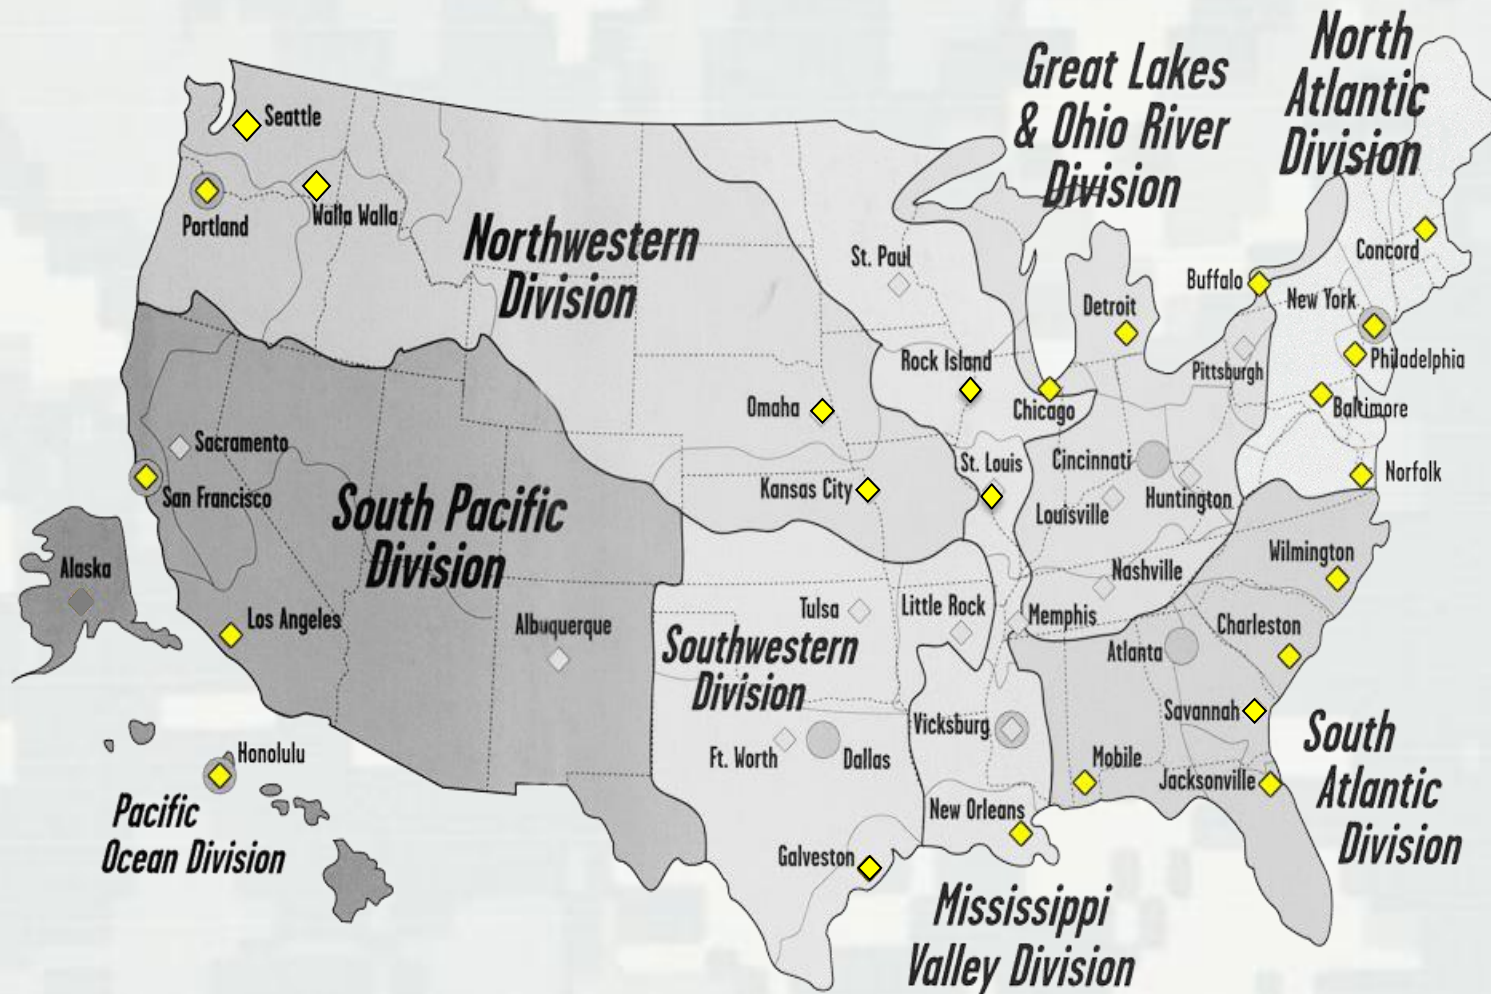 North
Atlantic
Division
Great Lakes
& Ohio River
Division
Seattle
Portland
Walla Walla
Northwestern
Division
St. Paul
Concord
Buffalo
New York
Detroit
Philadelphia
Pittsburgh
Rock Island
Chicago
Omaha
Baltimore
Sacramento
San Francisco
Kansas City
St. Louis
Cincinnati
Norfolk
Louisville
Huntington
South Pacific
Division
Alaska
Wilmington
Nashville
Los Angeles
Albuquerque
Tulsa
Little Rock
Memphis
Charleston
Atlanta
Southwestern
Division
Savannah
Vicksburg
South
Atlantic
Division
Ft. Worth
Dallas
Mobile
Jacksonville
Honolulu
Pacific
Ocean Division
New Orleans
Galveston
Mississippi
Valley Division